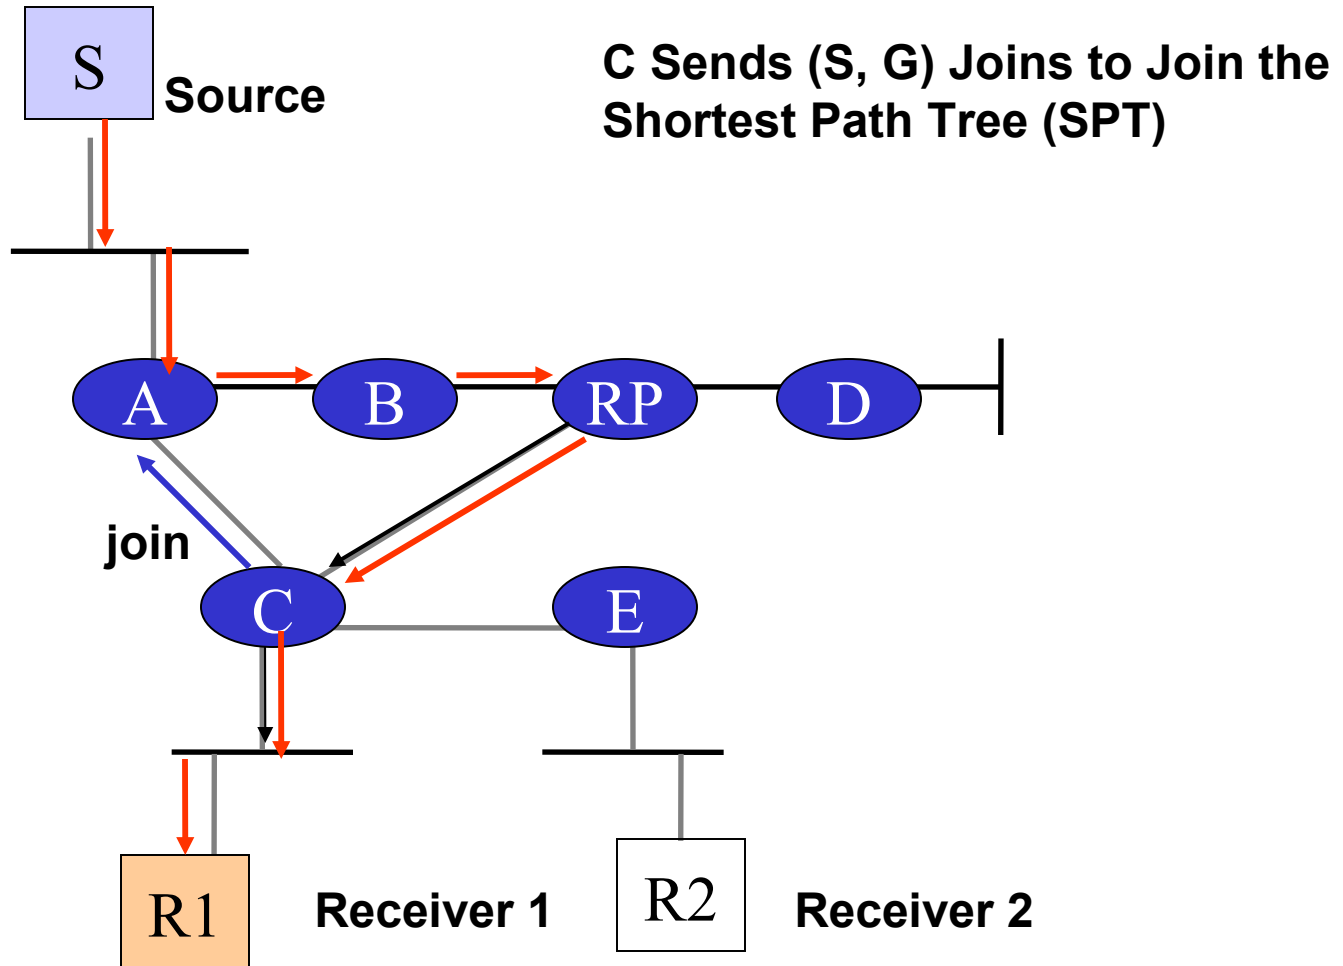 S
Source
C Sends (S, G) Joins to Join the
Shortest Path Tree (SPT)
A
B
RP
D
join
C
E
R1
Receiver 1
R2
Receiver 2